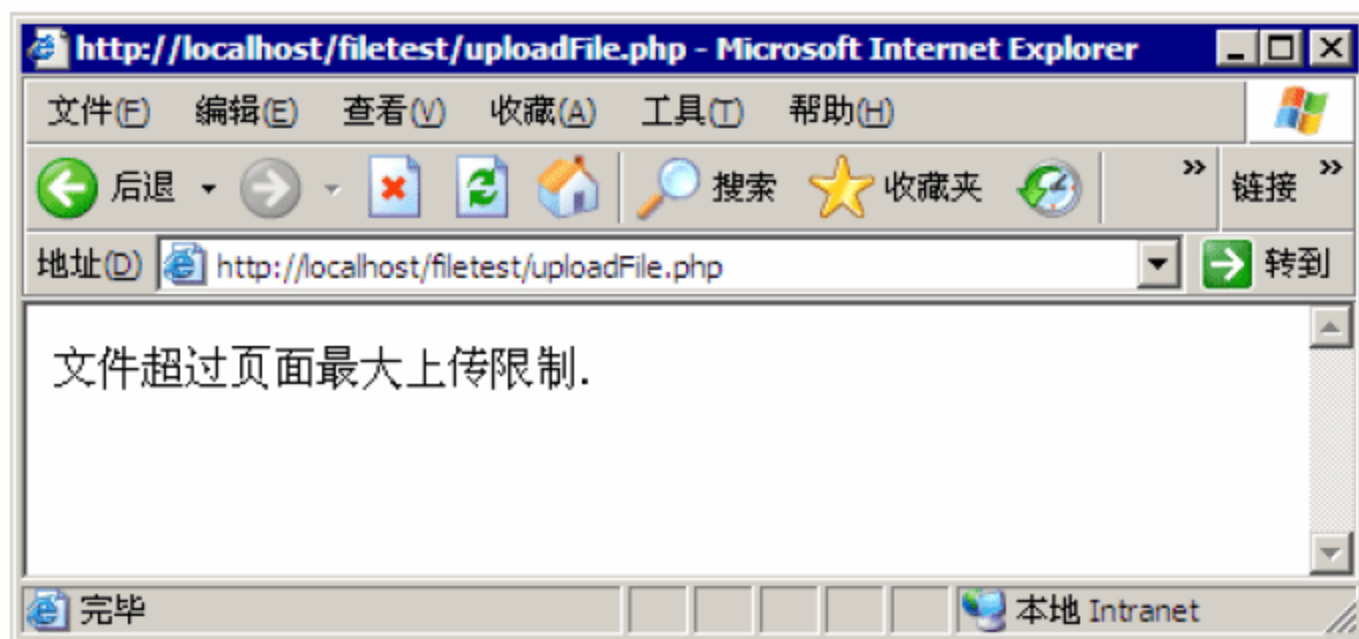 http://localhost/filetest/uploadFile.php - Microsoft Internet Explorer
文件(F) 编辑(E) 查看(V) 收藏(A) 工具(T) 帮助(H)
后退 搜索 收藏夹 » 链接 »
地址(D) http://localhost/filetest/uploadFile.php 转到
文件超过页面最大上传限制.
完毕 本地 Intranet